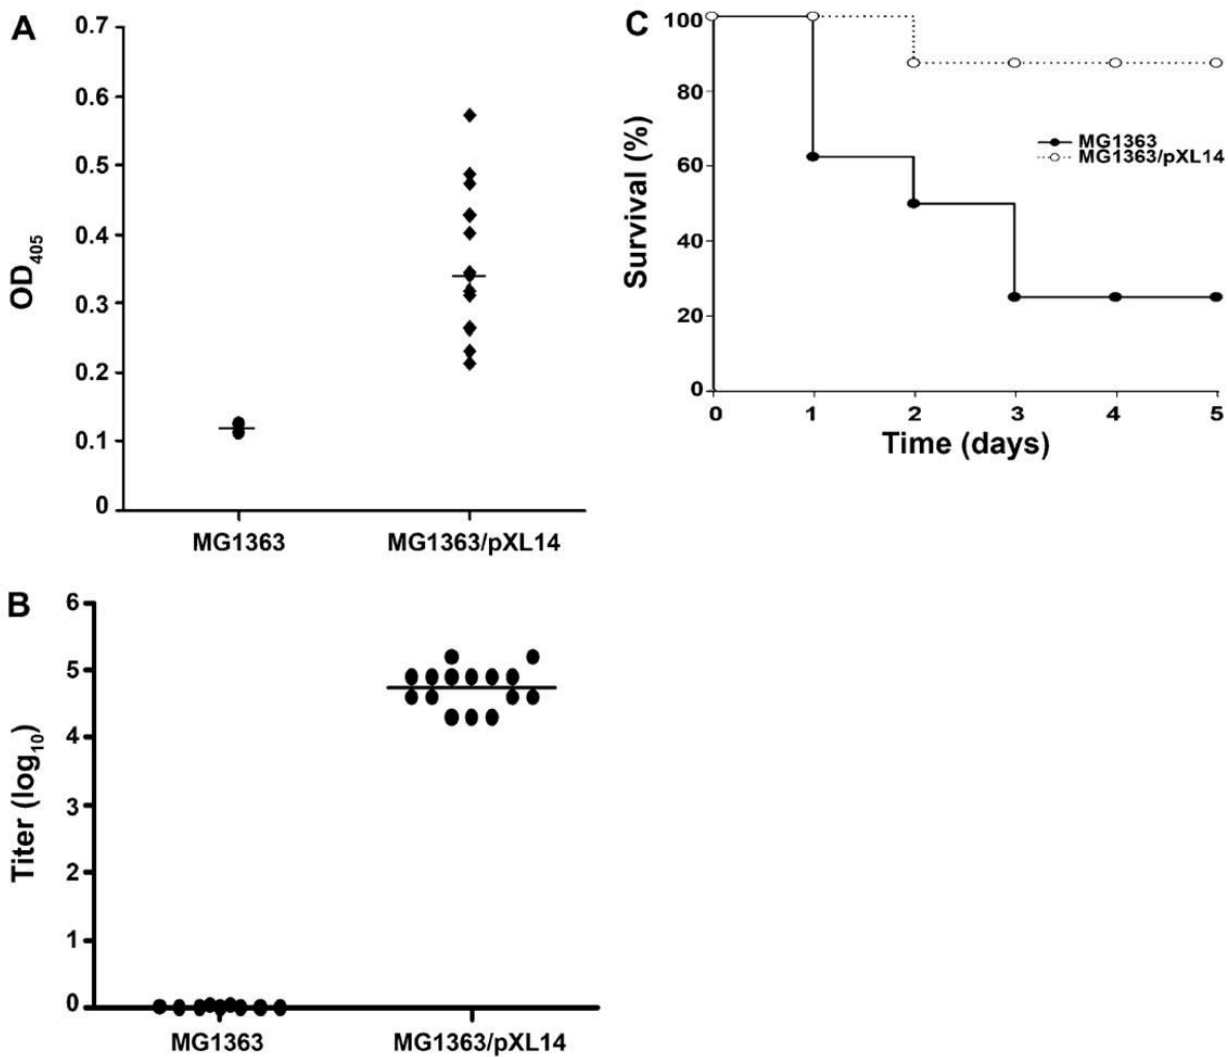 A
0.7
0.6
0.5
0.4
0.3
0.2
0.1
0
OD405
MG1363 MG1363/pXL14
C
100
80
60
40
20
0
Survival (%)
MG1363
MG1363/pXL14
0 1 2 3 4 5
Time (days)
B
6
5
4
3
2
1
0
Titer (log10)
MG1363 MG1363/pXL14